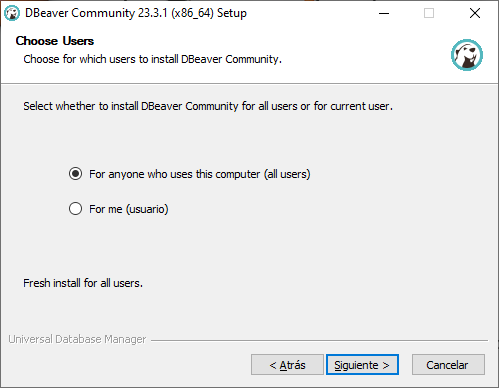 DBeaver Community 23.3.1 (x86_64) Setup
Choose Users
Choose for which users to install DBeaver Community.
Select whether to install DBeaver Community for all users or for current user.
For anyone who uses this computer (all users)
For me (usuario)
Fresh install for all users.
Universal Database Manager
< Atrás
Siguiente >
Cancelar